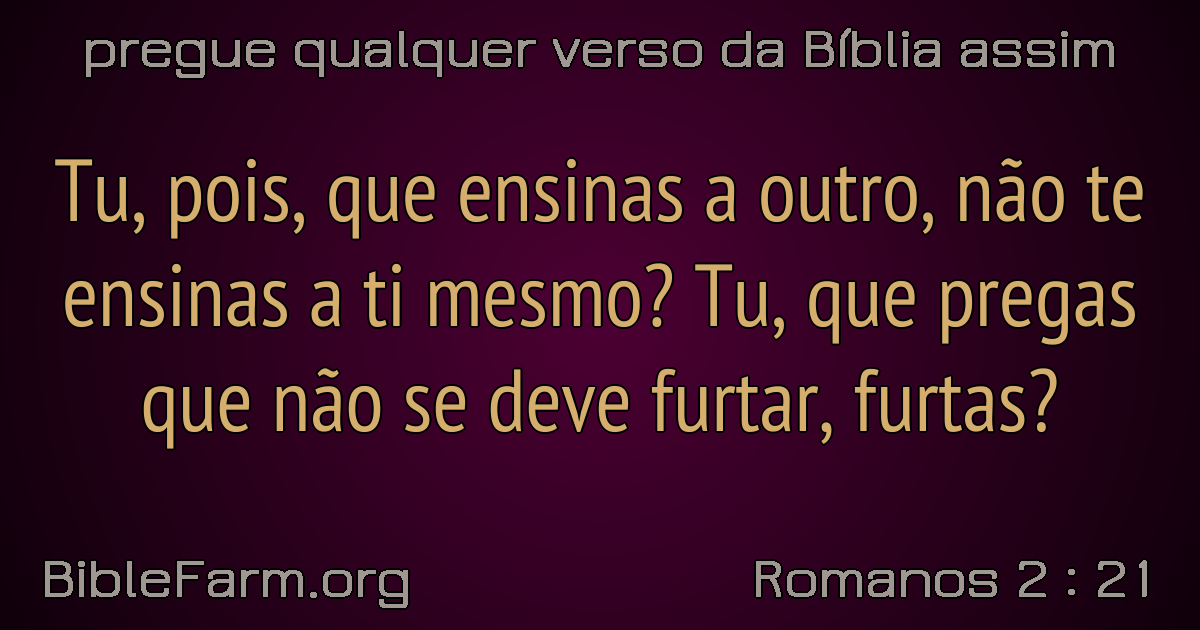 pregue qualquer verso da Bíblia assim
Tu, pois, que ensinas a outro, não te
ensinas a ti mesmo? Tu, que pregas
que não se deve furtar, furtas?
BibleFarm.org
Romanos 2 : 21